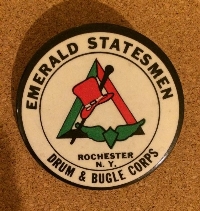 EMERALD STATESMEN
ROCHESTER
N.Y.
DRUM & BUGLE CORPS